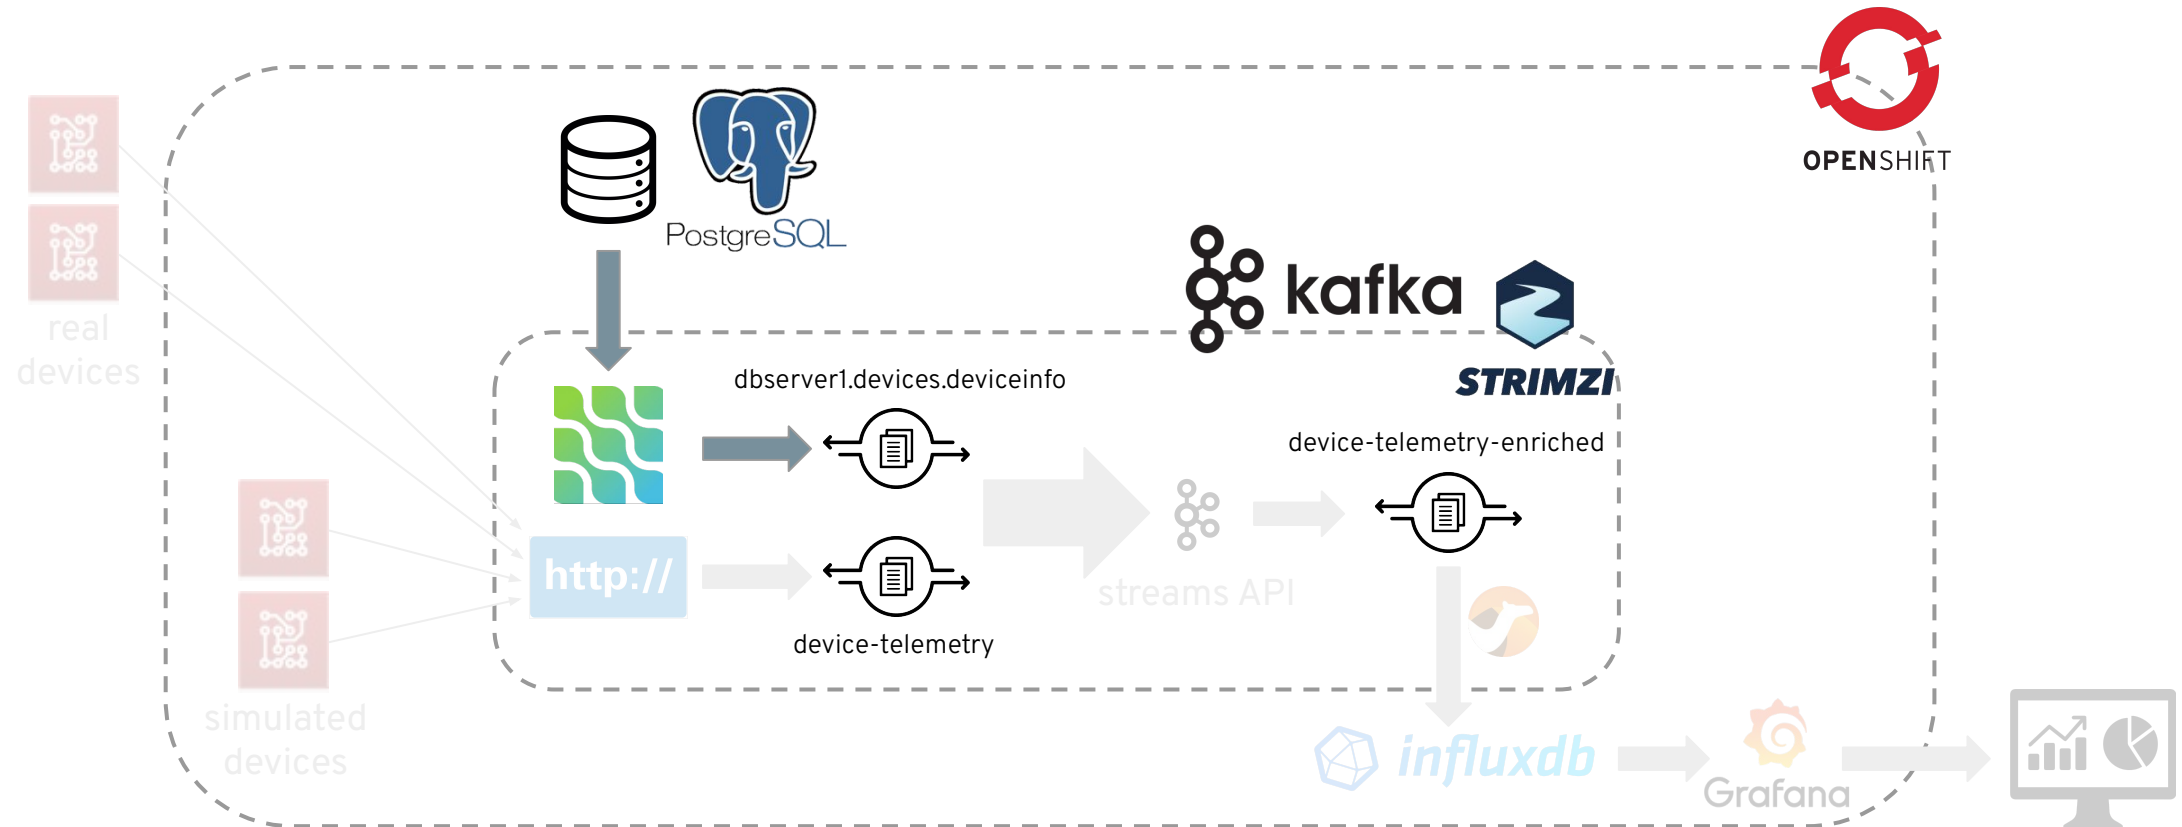 OPENSHIFT
PostgreSQL
real
devices
kafka
STRIMZI
dbserver1.devices.deviceinfo
device-telemetry-enriched
http://
streams API
device-telemetry
simulated
devices
influxdb
Grafana